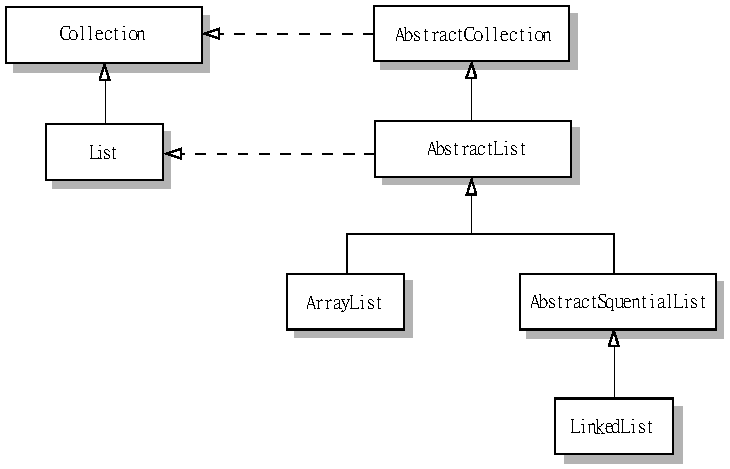 Collection
AbstractCollection
List
AbstractList
ArrayList
AbstractSquentialList
LinkedList